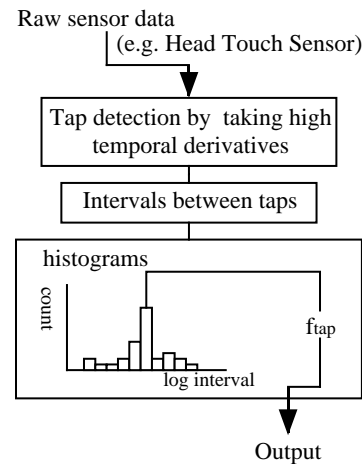 Raw sensor data
(e.g. Head Touch Sensor)
Tap detection by taking high
temporal derivatives
Intervals between taps
histograms
count
log interval
ftap
Output